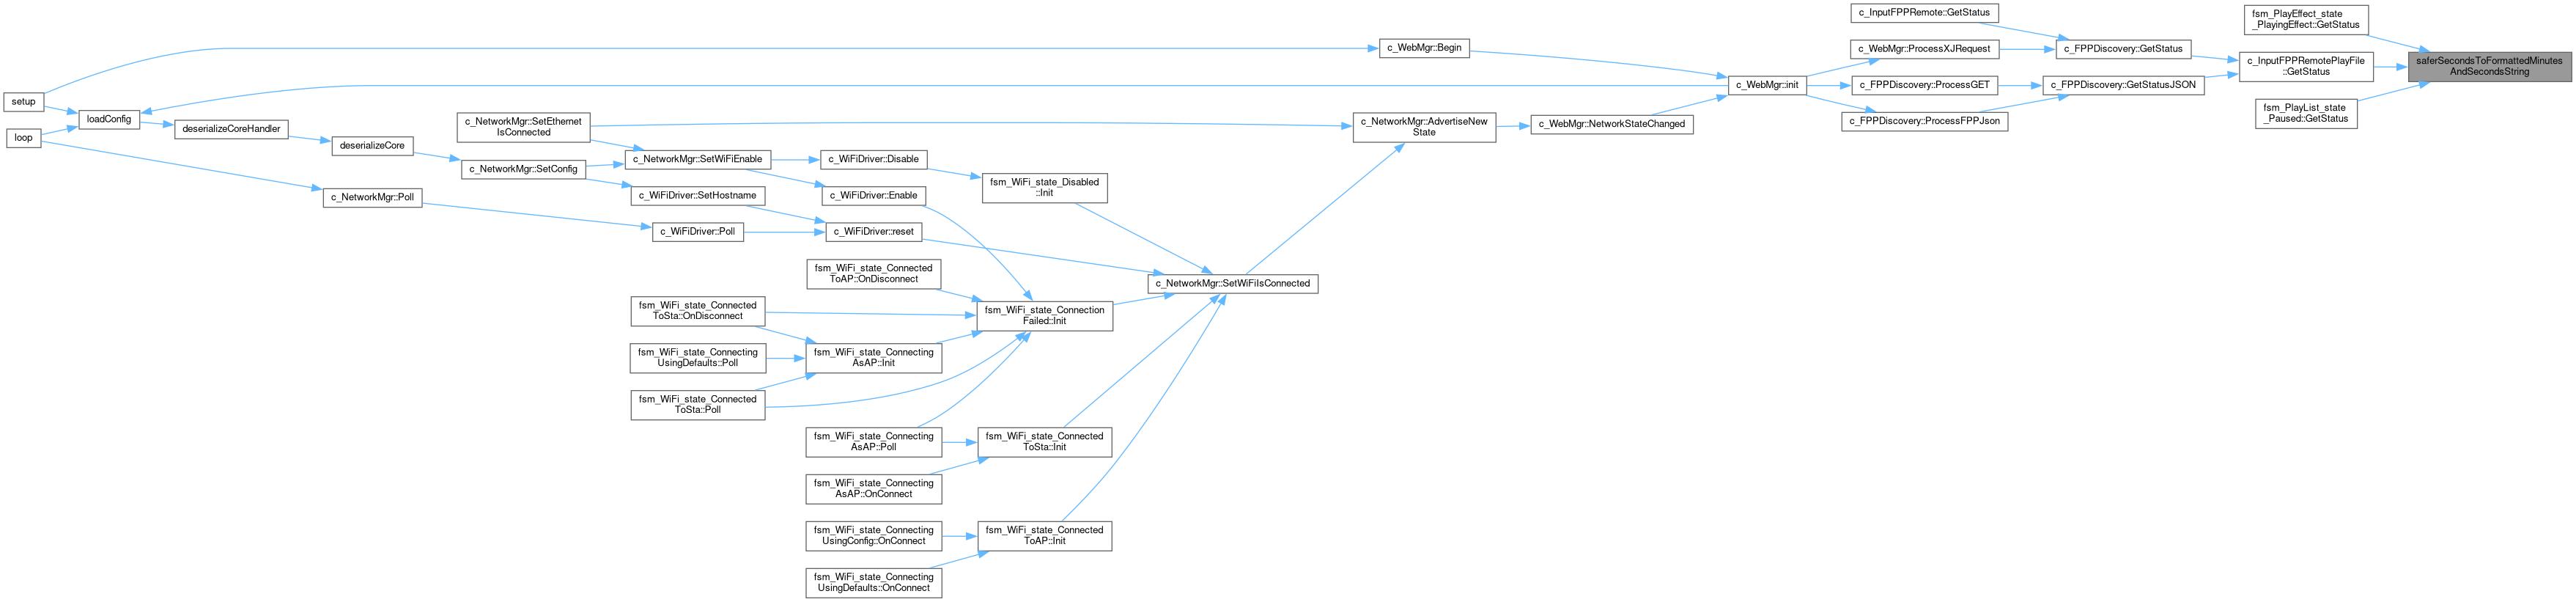 setup
loop
loadConfig
deserializeCoreHandler
deserializeCore
c_NetworkMgr::Poll
c_NetworkMgr::SetEthernet
IsConnected
c_NetworkMgr::SetConfig
c_NetworkMgr::SetWiFiEnable
c_WiFiDriver::SetHostname
c_WiFiDriver::Poll
fsm_WiFi_state_Connected
ToSta::OnDisconnect
fsm_WiFi_state_Connecting
UsingDefaults::Poll
fsm_WiFi_state_Connected
ToSta::Poll
c_WiFiDriver::Disable
c_WiFiDriver::Enable
c_WiFiDriver::reset
fsm_WiFi_state_Connected
ToAP::OnDisconnect
fsm_WiFi_state_Connecting
AsAP::Init
fsm_WiFi_state_Connecting
AsAP::Poll
fsm_WiFi_state_Connecting
AsAP::OnConnect
fsm_WiFi_state_Connecting
UsingConfig::OnConnect
fsm_WiFi_state_Connecting
UsingDefaults::OnConnect
fsm_WiFi_state_Disabled
::Init
fsm_WiFi_state_Connection
Failed::Init
fsm_WiFi_state_Connected
ToSta::Init
fsm_WiFi_state_Connected
ToAP::Init
c_NetworkMgr::SetWiFiIsConnected
c_WebMgr::Begin
c_NetworkMgr::AdvertiseNew
State
c_WebMgr::NetworkStateChanged
c_WebMgr::init
c_InputFPPRemote::GetStatus
c_WebMgr::ProcessXJRequest
c_FPPDiscovery::ProcessGET
c_FPPDiscovery::ProcessFPPJson
c_FPPDiscovery::GetStatus
c_FPPDiscovery::GetStatusJSON
fsm_PlayEffect_state
_PlayingEffect::GetStatus
c_InputFPPRemotePlayFile
::GetStatus
fsm_PlayList_state
_Paused::GetStatus
saferSecondsToFormattedMinutes
AndSecondsString